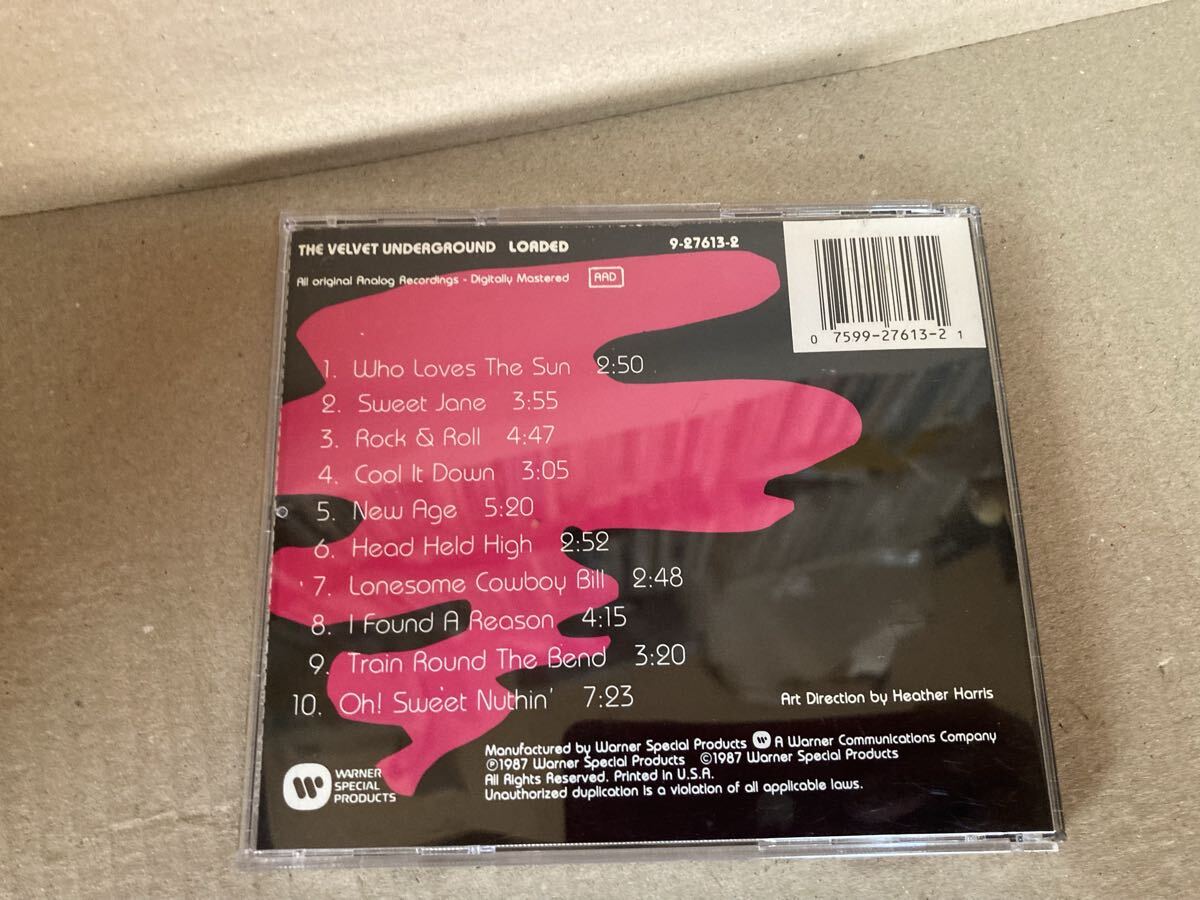 THE VELVET UNDERGROUND LOADED 9-27613-2
All original Analog Recordings - Digitally Mastered AAD
0 7599-27613-2 1
1. Who Loves The Sun 2:50
2. Sweet Jane 3:55
3. Rock & Roll 4:47
4. Cool It Down 3:05
5. New Age 5:20
6. Head Held High 2:52
7. Lonesome Cowboy Bill 2:48
8. I Found A Reason 4:15
9. Train Round The Bend 3:20
10. Oh! Sweet Nuthin' 7:23
Art Direction by Heather Harris
Manufactured by Warner Special Products A Warner Communications Company
℗1987 Warner Special Products ©1987 Warner Special Products
All Rights Reserved. Printed in U.S.A.
Unauthorized duplication is a violation of all applicable laws.
WARNER
SPECIAL
PRODUCTS